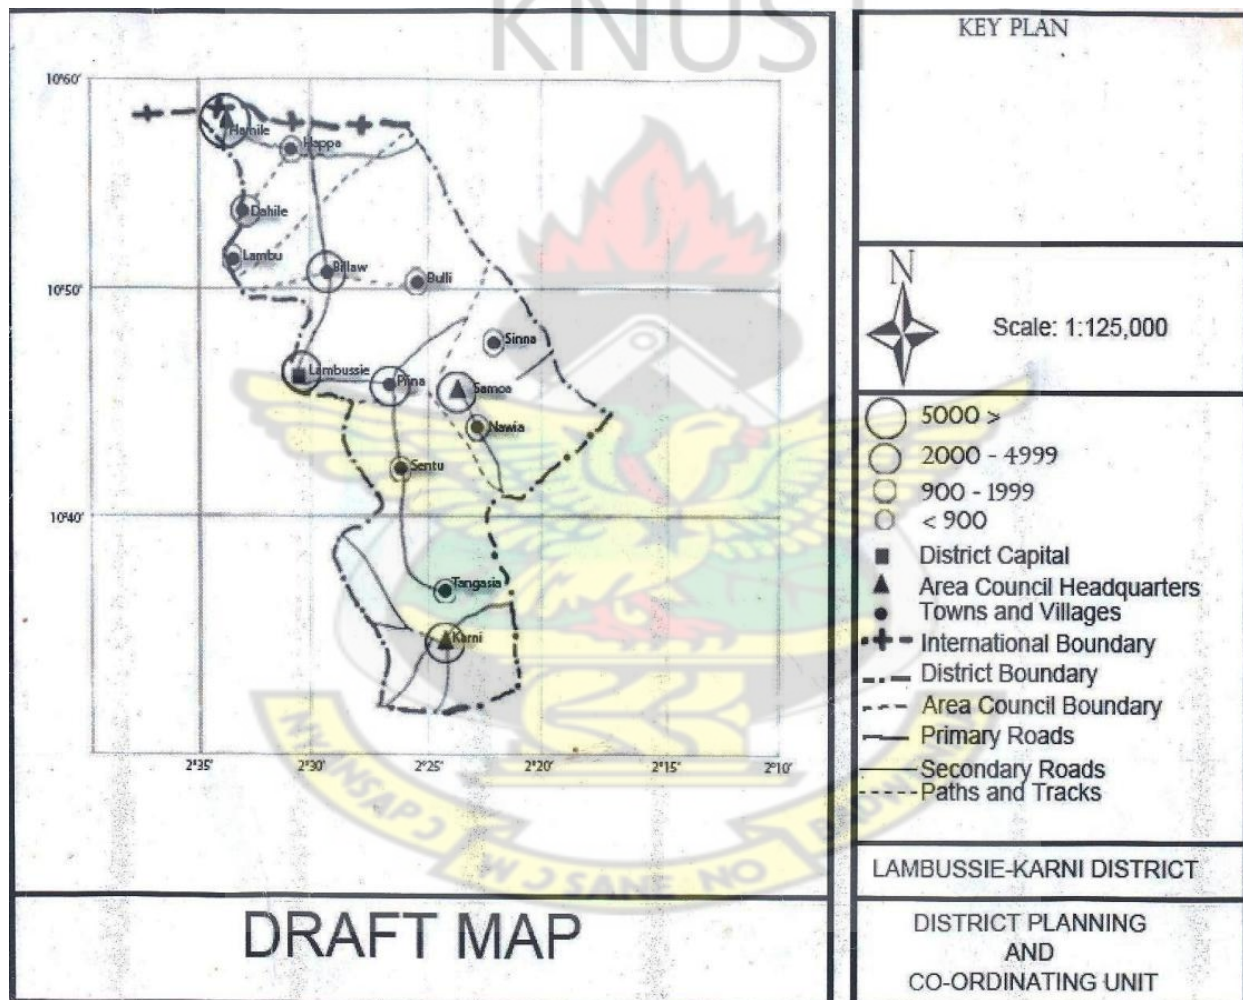 KNUST
KEY PLAN
10°60'
Hamile
Happa
Dahile
Lambu
Billaw
Bulli
10°50'
Sinna
Lambussie
Piina
Samoa
Nawia
Sentu
10°40'
Tangasia
Karni
2°35'
2°30'
2°25'
2°20'
2°15'
2°10'
N
Scale: 1:125,000
5000 >
2000 - 4999
900 - 1999
< 900
District Capital
Area Council Headquarters
Towns and Villages
International Boundary
District Boundary
Area Council Boundary
Primary Roads
Secondary Roads
Paths and Tracks
LAMBUSSIE-KARNI DISTRICT
DISTRICT PLANNING
AND
CO-ORDINATING UNIT
DRAFT MAP
W Ɔ SANE NO